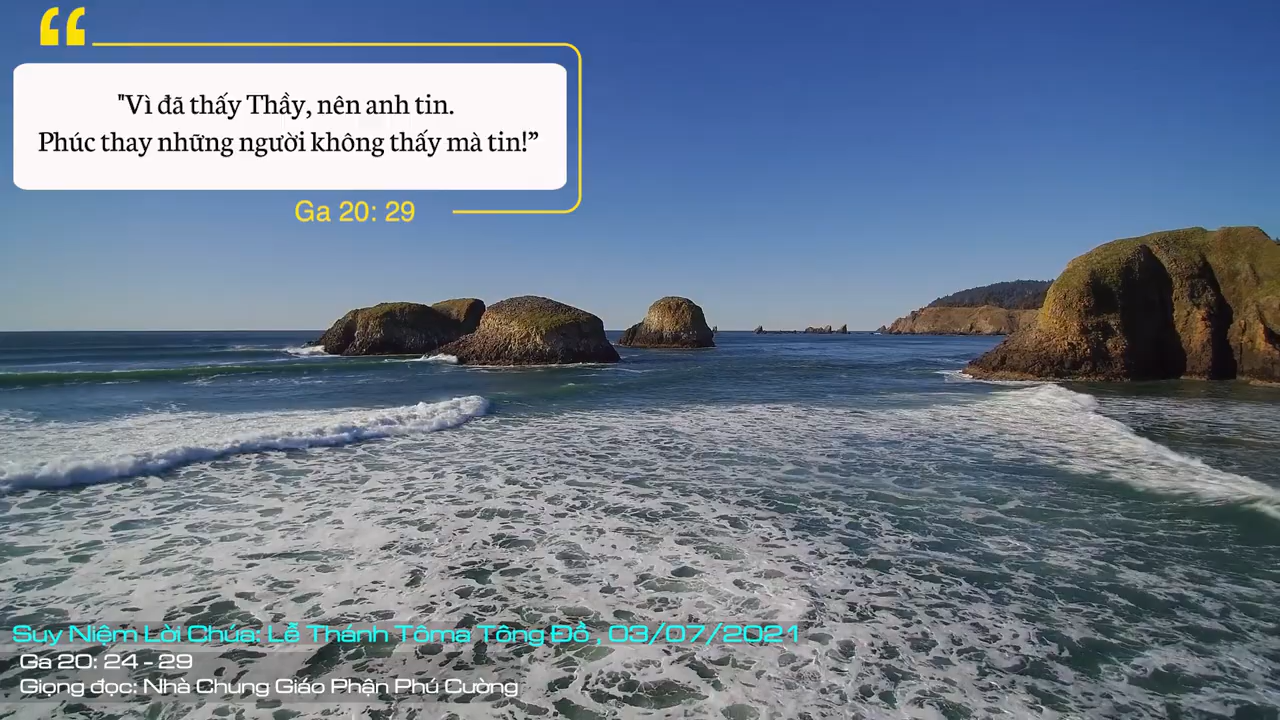 "Vì đã thấy Thầy, nên anh tin.
Phúc thay những người không thấy mà tin!”
Ga 20: 29
Suy Niệm Lời Chúa: Lễ Thánh Tôma Tông Đồ , 03/07/2021
Ga 20: 24 - 29
Giọng đọc: Nhà Chung Giáo Phận Phú Cường